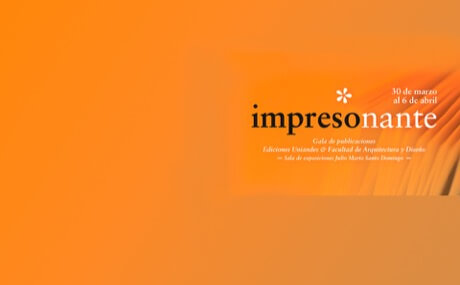 30 de marzo
al 6 de abril
impresonante
Gala de publicaciones
Ediciones Uniandes & Facultad de Arquitectura y Diseño
— Sala de exposiciones Julio Mario Santo Domingo —